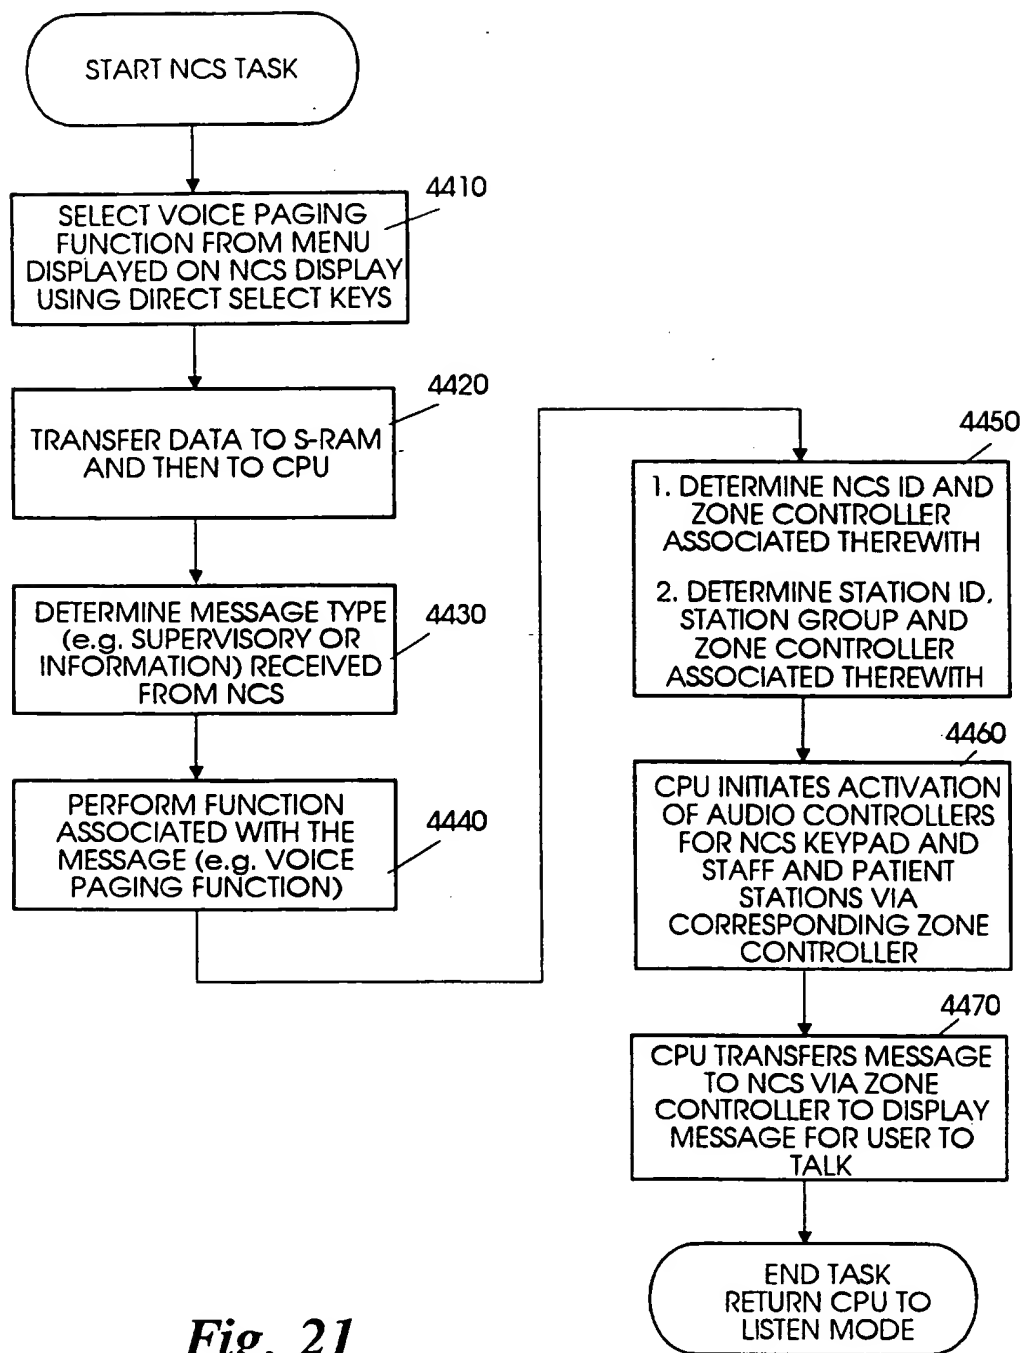 START NCS TASK
4410
SELECT VOICE PAGING
FUNCTION FROM MENU
DISPLAYED ON NCS DISPLAY
USING DIRECT SELECT KEYS
4420
TRANSFER DATA TO S-RAM
AND THEN TO CPU
4430
DETERMINE MESSAGE TYPE
(e.g. SUPERVISORY OR
INFORMATION) RECEIVED
FROM NCS
4440
PERFORM FUNCTION
ASSOCIATED WITH THE
MESSAGE (e.g. VOICE
PAGING FUNCTION)
4450
1. DETERMINE NCS ID AND
ZONE CONTROLLER
ASSOCIATED THEREWITH
2. DETERMINE STATION ID,
STATION GROUP AND
ZONE CONTROLLER
ASSOCIATED THEREWITH
4460
CPU INITIATES ACTIVATION
OF AUDIO CONTROLLERS
FOR NCS KEYPAD AND
STAFF AND PATIENT
STATIONS VIA
CORRESPONDING ZONE
CONTROLLER
4470
CPU TRANSFERS MESSAGE
TO NCS VIA ZONE
CONTROLLER TO DISPLAY
MESSAGE FOR USER TO
TALK
END TASK
RETURN CPU TO
LISTEN MODE
Fig. 21